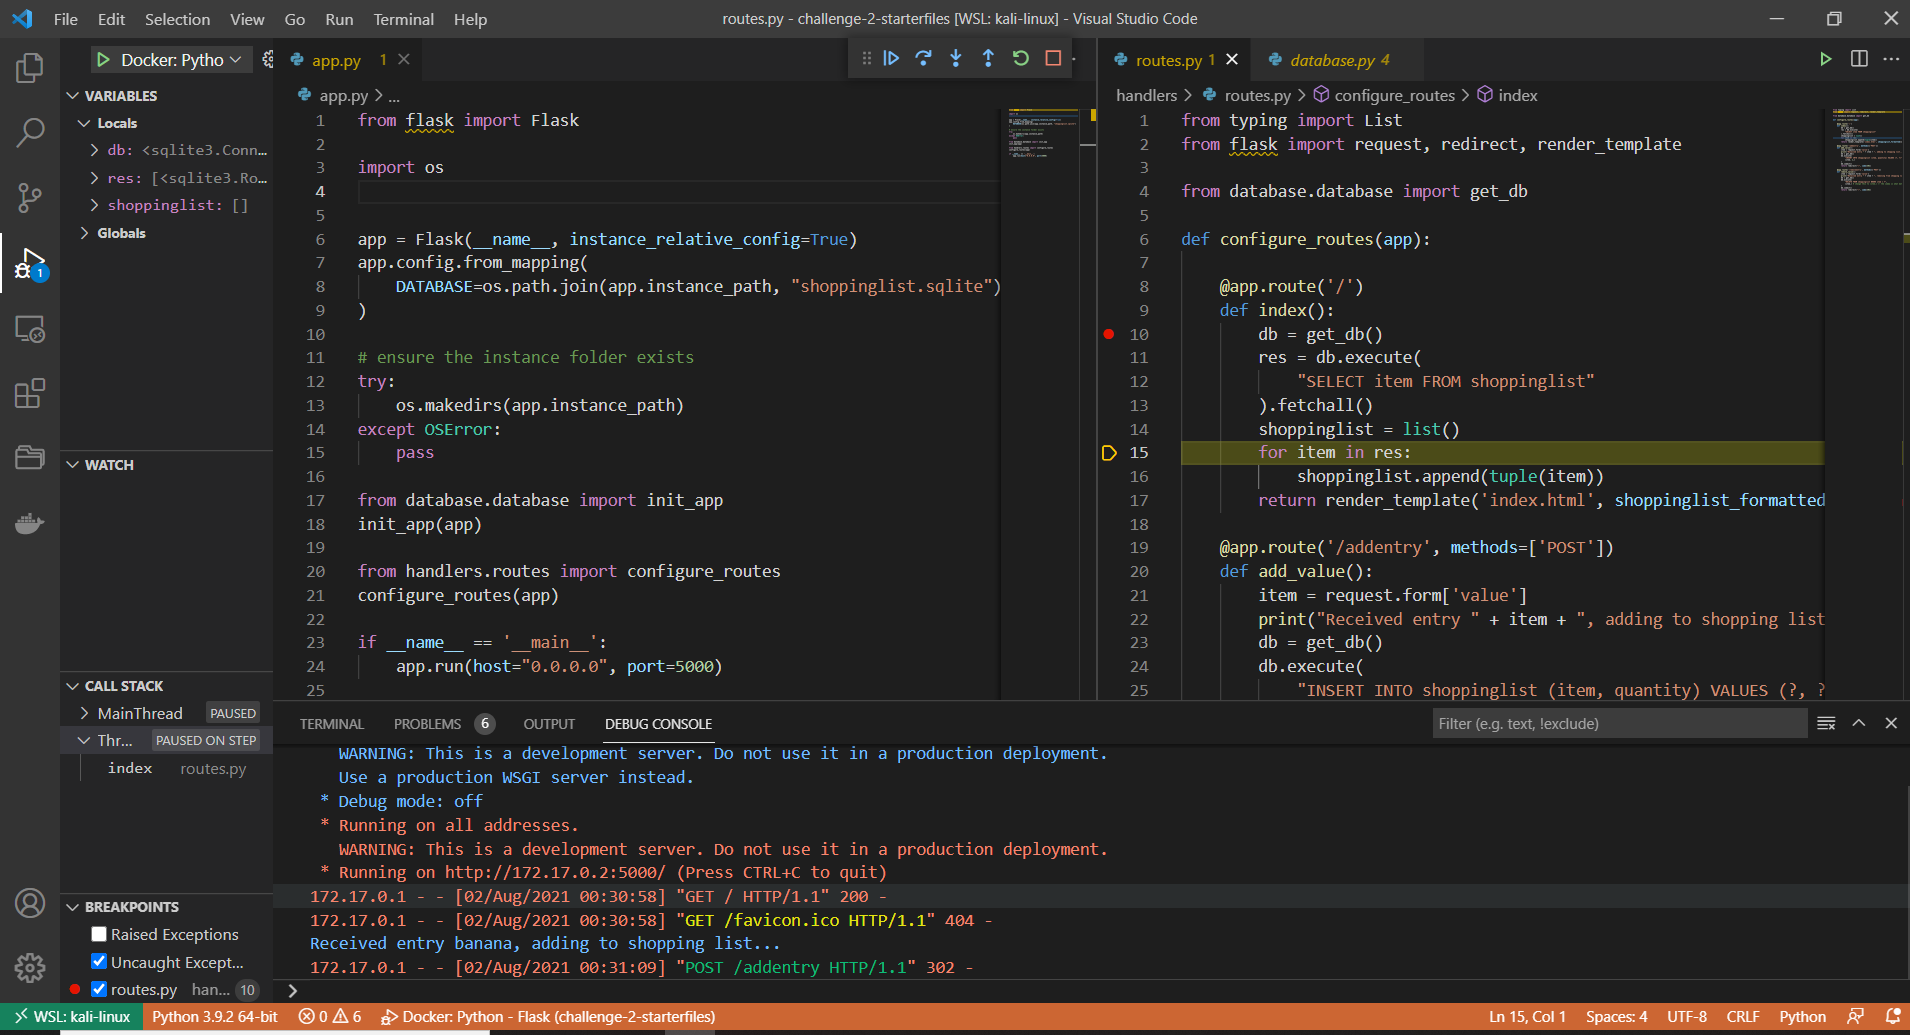 File Edit Selection View Go Run Terminal Help
routes.py - challenge-2-starterfiles [WSL: kali-linux] - Visual Studio Code
Docker: Pytho
VARIABLES
Locals
db: <sqlite3.Conn...
res: [<sqlite3.Ro...
shoppinglist: []
Globals
WATCH
CALL STACK
MainThread PAUSED
Thr... PAUSED ON STEP
index routes.py
BREAKPOINTS
Raised Exceptions
Uncaught Except...
routes.py han... 10
1
app.py 1
app.py > ...
1 from flask import Flask
2
3 import os
4
5
6 app = Flask(__name__, instance_relative_config=True)
7 app.config.from_mapping(
8 DATABASE=os.path.join(app.instance_path, "shoppinglist.sqlite")
9 )
10
11 # ensure the instance folder exists
12 try:
13 os.makedirs(app.instance_path)
14 except OSError:
15 pass
16
17 from database.database import init_app
18 init_app(app)
19
20 from handlers.routes import configure_routes
21 configure_routes(app)
22
23 if __name__ == '__main__':
24 app.run(host="0.0.0.0", port=5000)
25
routes.py 1 database.py 4
handlers > routes.py > configure_routes > index
1 from typing import List
2 from flask import request, redirect, render_template
3
4 from database.database import get_db
5
6 def configure_routes(app):
7
8 @app.route('/')
9 def index():
10 db = get_db()
11 res = db.execute(
12 "SELECT item FROM shoppinglist"
13 ).fetchall()
14 shoppinglist = list()
15 for item in res:
16 shoppinglist.append(tuple(item))
17 return render_template('index.html', shoppinglist_formatted
18
19 @app.route('/addentry', methods=['POST'])
20 def add_value():
21 item = request.form['value']
22 print("Received entry " + item + ", adding to shopping list
23 db = get_db()
24 db.execute(
25 "INSERT INTO shoppinglist (item, quantity) VALUES (?, ?
TERMINAL PROBLEMS 6 OUTPUT DEBUG CONSOLE
Filter (e.g. text, !exclude)
WARNING: This is a development server. Do not use it in a production deployment.
Use a production WSGI server instead.
* Debug mode: off
* Running on all addresses.
WARNING: This is a development server. Do not use it in a production deployment.
* Running on http://172.17.0.2:5000/ (Press CTRL+C to quit)
172.17.0.1 - - [02/Aug/2021 00:30:58] "GET / HTTP/1.1" 200 -
172.17.0.1 - - [02/Aug/2021 00:30:58] "GET /favicon.ico HTTP/1.1" 404 -
Received entry banana, adding to shopping list...
172.17.0.1 - - [02/Aug/2021 00:31:09] "POST /addentry HTTP/1.1" 302 -
WSL: kali-linux Python 3.9.2 64-bit 0 6 Docker: Python - Flask (challenge-2-starterfiles)
Ln 15, Col 1 Spaces: 4 UTF-8 CRLF Python